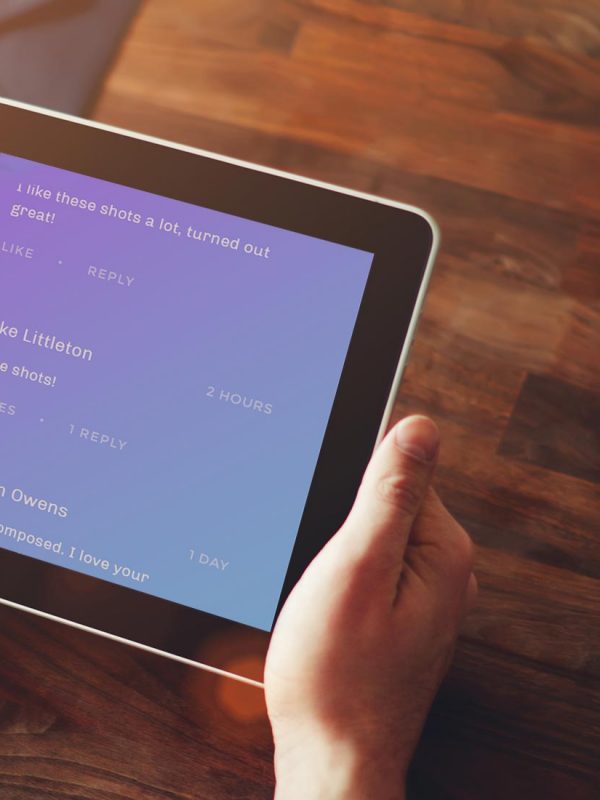 i like these shots a lot, turned out
great!
LIKE • REPLY
ke Littleton
e shots!
2 HOURS
ES • 1 REPLY
n Owens
omposed. I love your
1 DAY